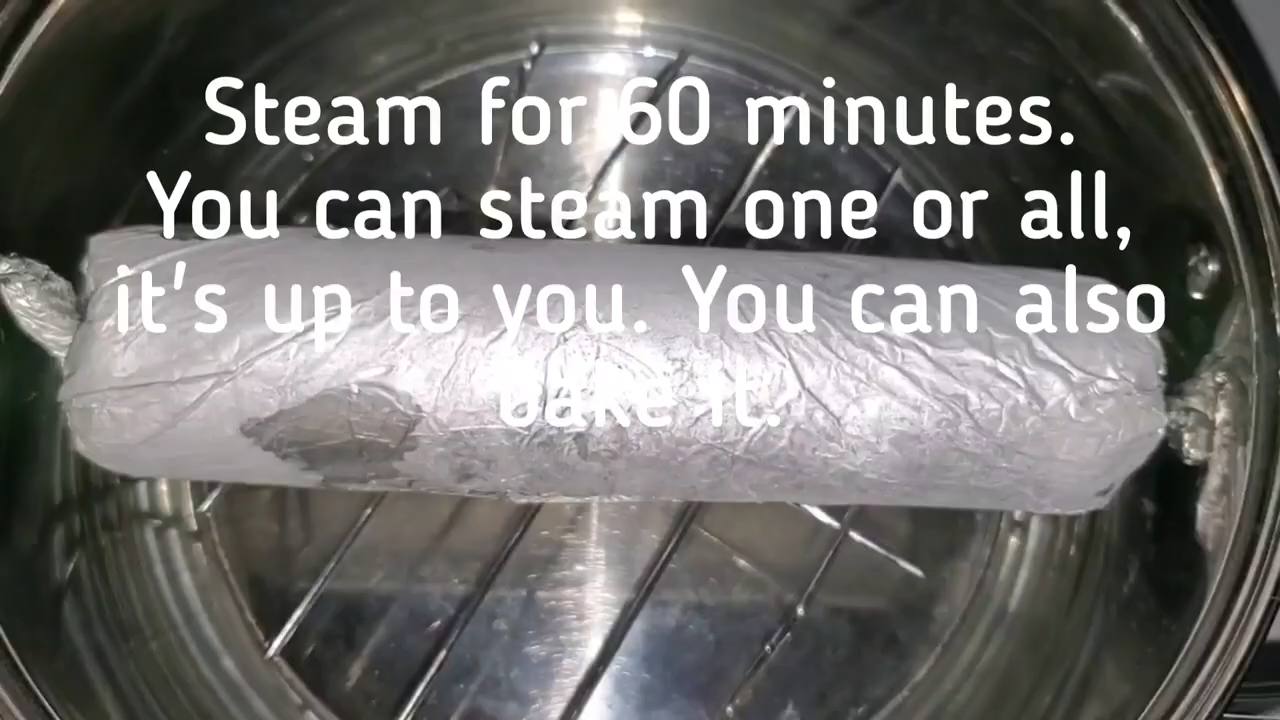 Steam for 60 minutes.
You can steam one or all,
it's up to you. You can also
bake it.